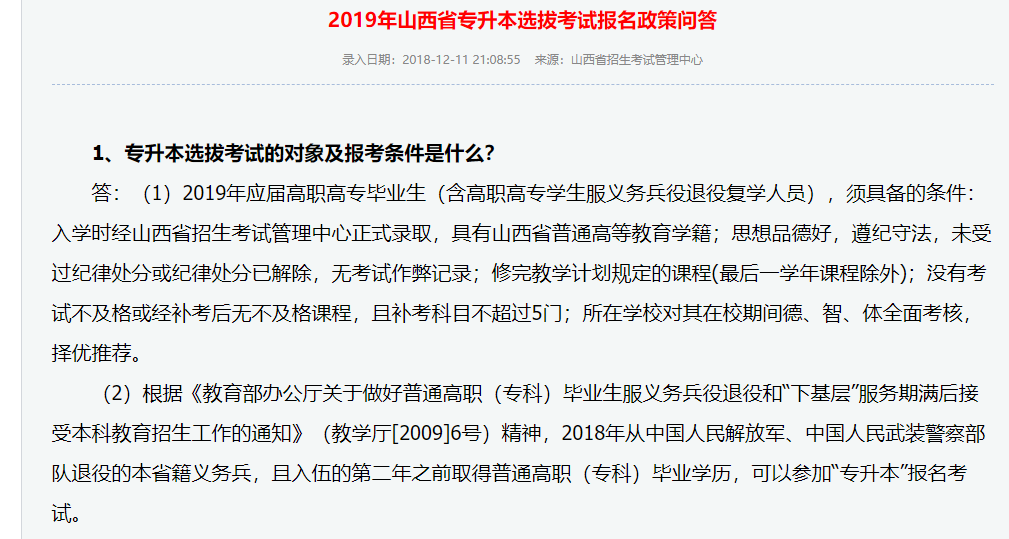 2019年山西省专升本选拔考试报名政策问答
录入日期：2018-12-11 21:08:55 来源：山西省招生考试管理中心
1、专升本选拔考试的对象及报考条件是什么？
答：（1）2019年应届高职高专毕业生（含高职高专学生服义务兵役退役复学人员），须具备的条件：
入学时经山西省招生考试管理中心正式录取，具有山西省普通高等教育学籍；思想品德好，遵纪守法，未受
过纪律处分或纪律处分已解除，无考试作弊记录；修完教学计划规定的课程(最后一学年课程除外)；没有考
试不及格或经补考后无不及格课程，且补考科目不超过5门；所在学校对其在校期间德、智、体全面考核，
择优推荐。
（2）根据《教育部办公厅关于做好普通高职（专科）毕业生服义务兵役退役和“下基层”服务期满后接
受本科教育招生工作的通知》（教学厅[2009]6号）精神，2018年从中国人民解放军、中国人民武装警察部
队退役的本省籍义务兵，且入伍的第二年之前取得普通高职（专科）毕业学历，可以参加“专升本”报名考
试。